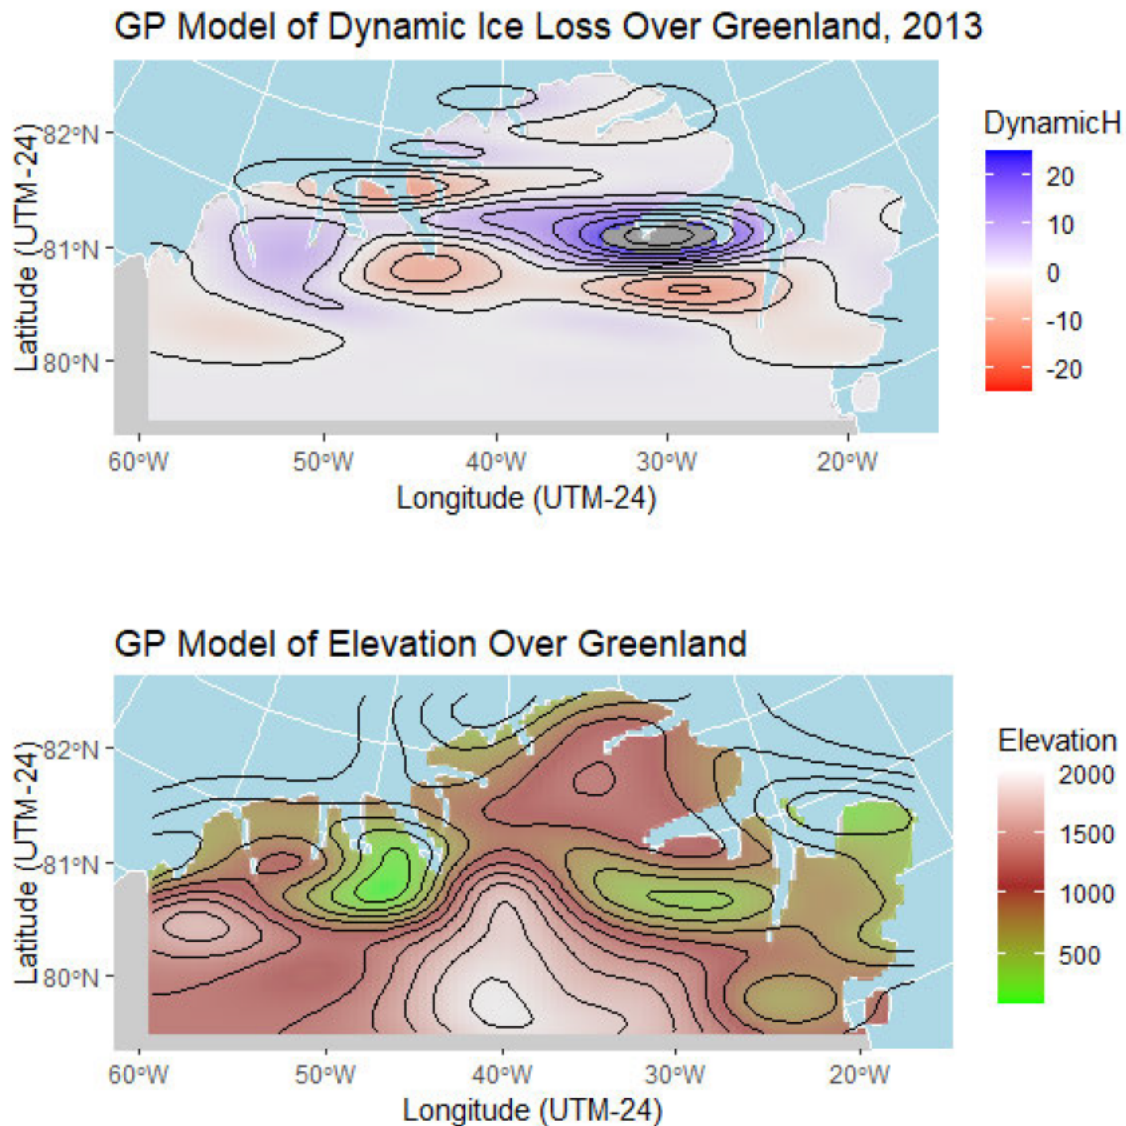 GP Model of Dynamic Ice Loss Over Greenland, 2013
Latitude (UTM-24)
82°N
81°N
80°N
60°W
50°W
40°W
30°W
20°W
Longitude (UTM-24)
DynamicH
20
10
0
-10
-20
GP Model of Elevation Over Greenland
Latitude (UTM-24)
82°N
81°N
80°N
60°W
50°W
40°W
30°W
20°W
Longitude (UTM-24)
Elevation
2000
1500
1000
500